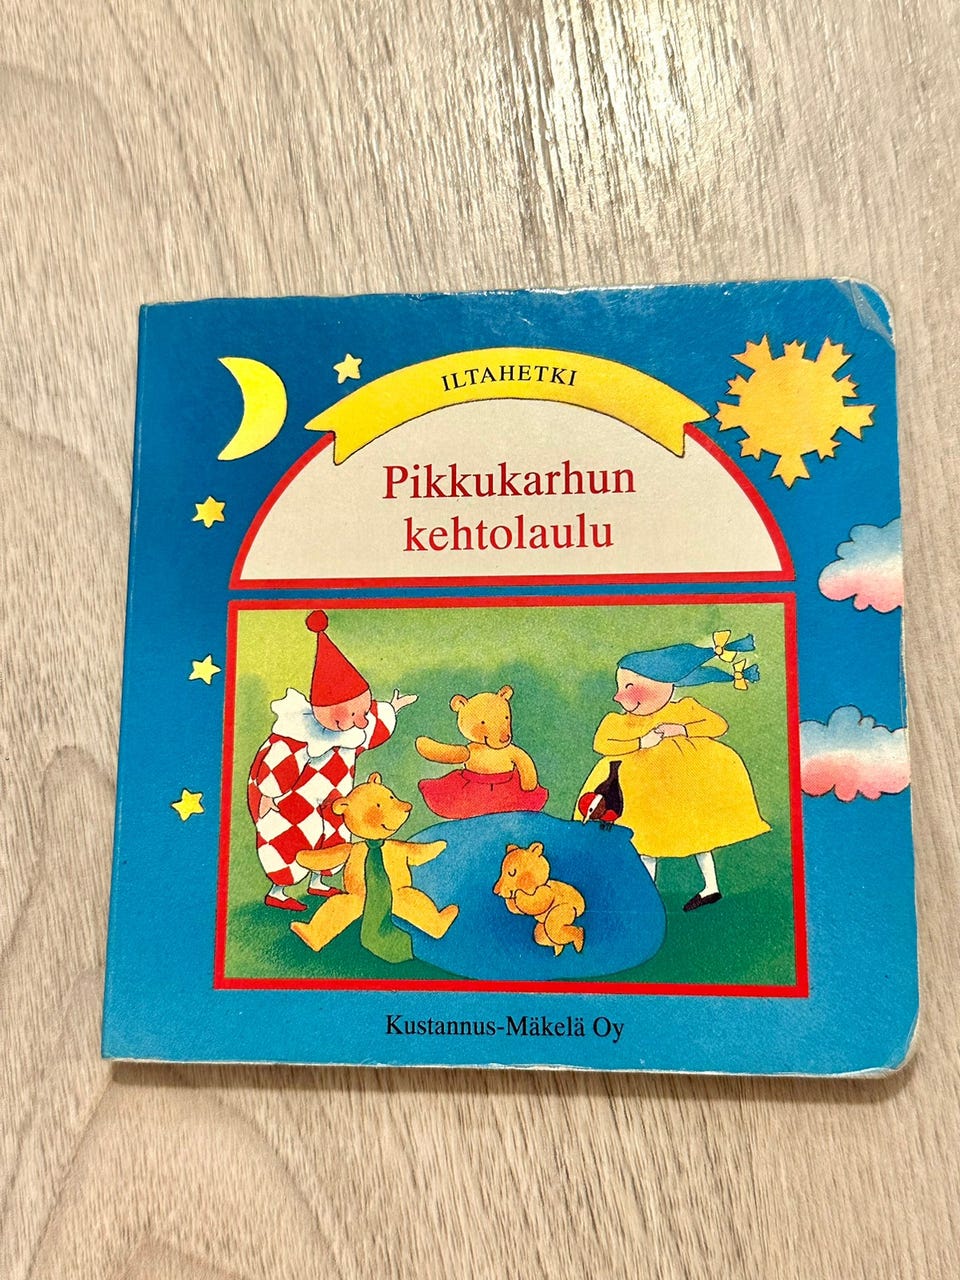 ILTAHETKI
Pikkukarhun
kehtolaulu
Kustannus-Mäkelä Oy